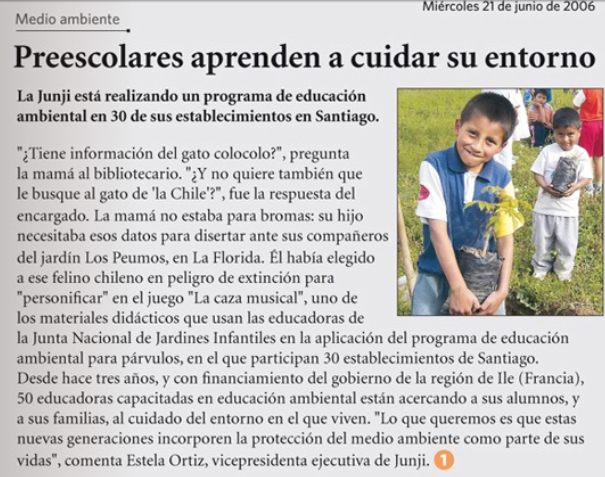 Miércoles 21 de junio de 2006
Medio ambiente
Preescolares aprenden a cuidar su entorno
La Junji está realizando un programa de educación
ambiental en 30 de sus establecimientos en Santiago.
"¿Tiene información del gato colocolo?", pregunta
la mamá al bibliotecario. "¿Y no quiere también que
le busque al gato de 'la Chile'?", fue la respuesta del
encargado. La mamá no estaba para bromas: su hijo
necesitaba esos datos para disertar ante sus compañeros
del jardín Los Peumos, en La Florida. Él había elegido
a ese felino chileno en peligro de extinción para
"personificar" en el juego "La caza musical", uno de
los materiales didácticos que usan las educadoras de
la Junta Nacional de Jardines Infantiles en la aplicación del programa de educación
ambiental para párvulos, en el que participan 30 establecimientos de Santiago.
Desde hace tres años, y con financiamiento del gobierno de la región de Ile (Francia),
50 educadoras capacitadas en educación ambiental están acercando a sus alumnos, y
a sus familias, al cuidado del entorno en el que viven. "Lo que queremos es que estas
nuevas generaciones incorporen la protección del medio ambiente como parte de sus
vidas", comenta Estela Ortiz, vicepresidenta ejecutiva de Junji. 1